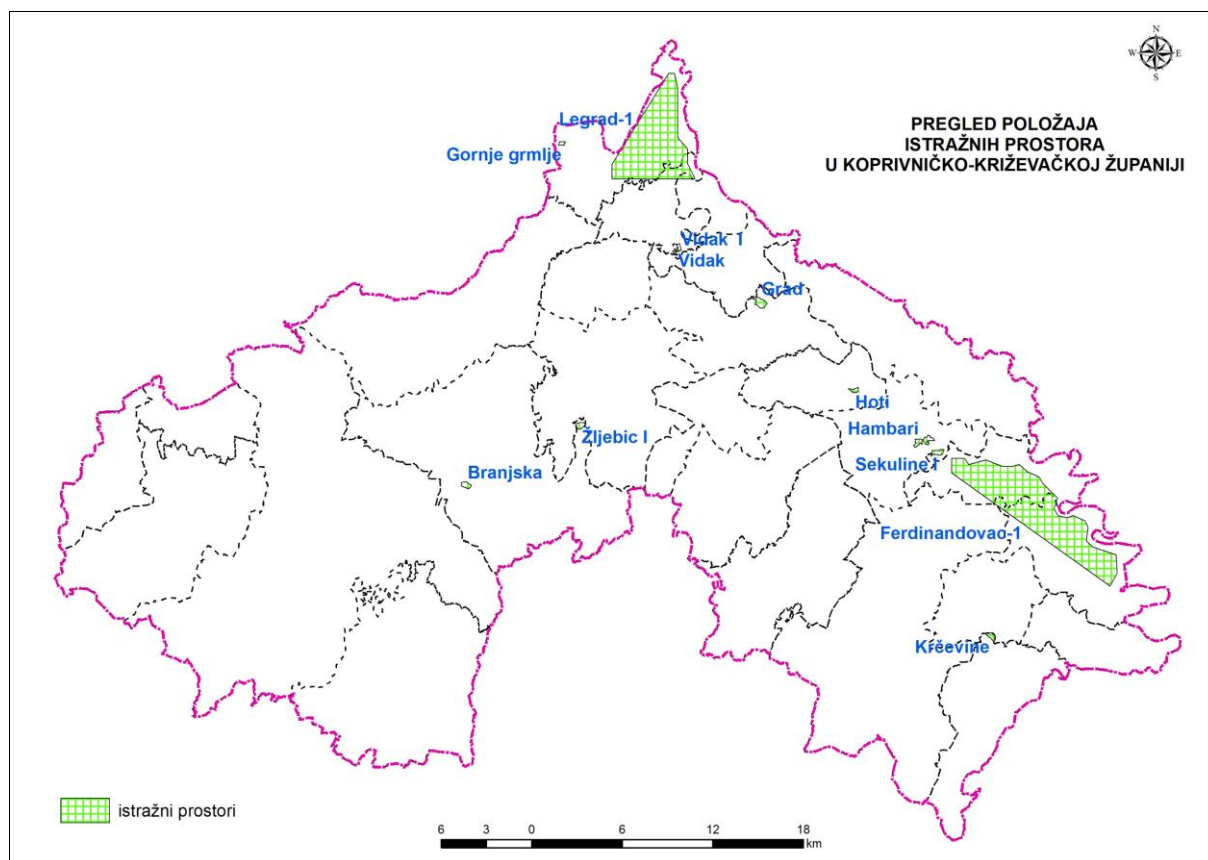 N
W E
S
PREGLED POLOŽAJA
ISTRAŽNIH PROSTORA
U KOPRIVNIČKO-KRIŽEVAČKOJ ŽUPANIJI
Legrad-1
Gornje grmlje
Vidak 1
Vidak
Grad
Hoti
Hambari
Žljebic I
Sekuline I
Branjska
Ferdinandovac-1
Krčevine
istražni prostori
6 3 0 6 12 18
km